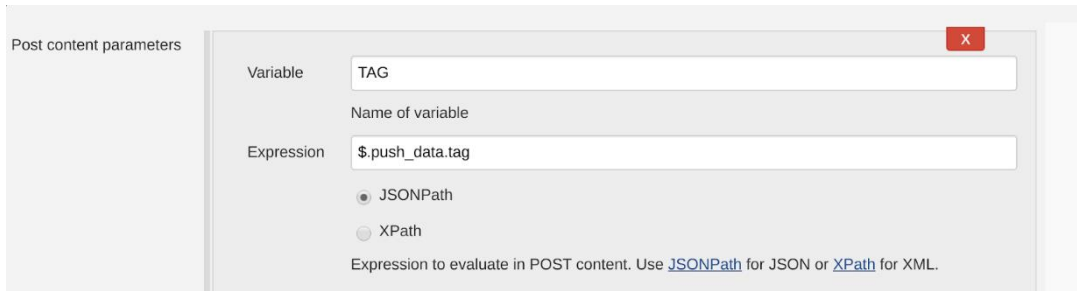 Post content parameters
X
Variable
TAG
Name of variable
Expression
$.push_data.tag
JSONPath
XPath
Expression to evaluate in POST content. Use JSONPath for JSON or XPath for XML.